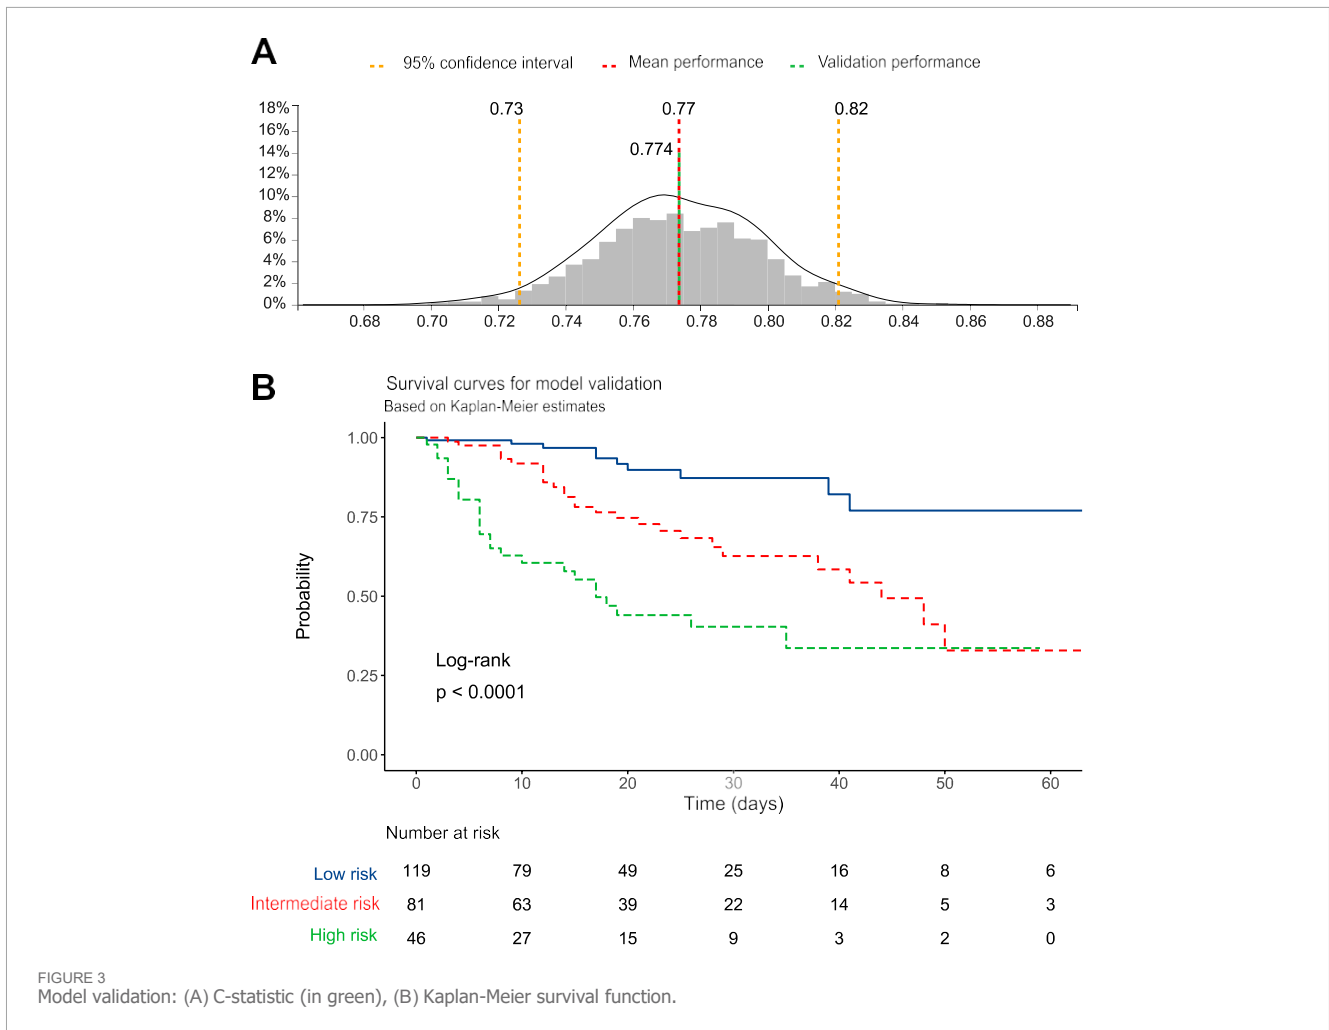 A
95% confidence interval Mean performance Validation performance
0.73 0.77 0.82
0.774
18%
16%
14%
12%
10%
8%
6%
4%
2%
0%
0.68 0.70 0.72 0.74 0.76 0.78 0.80 0.82 0.84 0.86 0.88
B
Survival curves for model validation
Based on Kaplan-Meier estimates
1.00
0.75
0.50
0.25
0.00
Probability
Log-rank
p < 0.0001
0 10 20 30 40 50 60
Time (days)
Number at risk
Low risk 119 79 49 25 16 8 6
Intermediate risk 81 63 39 22 14 5 3
High risk 46 27 15 9 3 2 0
FIGURE 3
Model validation: (A) C-statistic (in green), (B) Kaplan-Meier survival function.